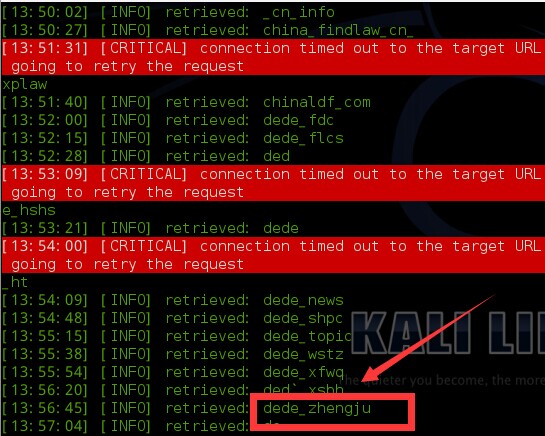 [13:50:02] [INFO] retrieved: _cn_info
[13:50:27] [INFO] retrieved: china_findlaw_cn_
[13:51:31] [CRITICAL] connection timed out to the target URL
going to retry the request
xplaw
[13:51:40] [INFO] retrieved: chinaldf_com
[13:52:00] [INFO] retrieved: dede_fdc
[13:52:15] [INFO] retrieved: dede_flcs
[13:52:28] [INFO] retrieved: ded
[13:53:09] [CRITICAL] connection timed out to the target URL
going to retry the request
e_hshs
[13:53:21] [INFO] retrieved: dede
[13:54:00] [CRITICAL] connection timed out to the target URL
going to retry the request
_ht
[13:54:09] [INFO] retrieved: dede_news
[13:54:48] [INFO] retrieved: dede_shpc
[13:55:15] [INFO] retrieved: dede_topic
[13:55:38] [INFO] retrieved: dede_wstz
[13:55:54] [INFO] retrieved: dede_xfwq
[13:56:20] [INFO] retrieved: ded`_xsbh
[13:56:45] [INFO] retrieved: dede_zhengju
[13:57:04] [INFO] retrieved: de
KALI LI
quieter you become, the more